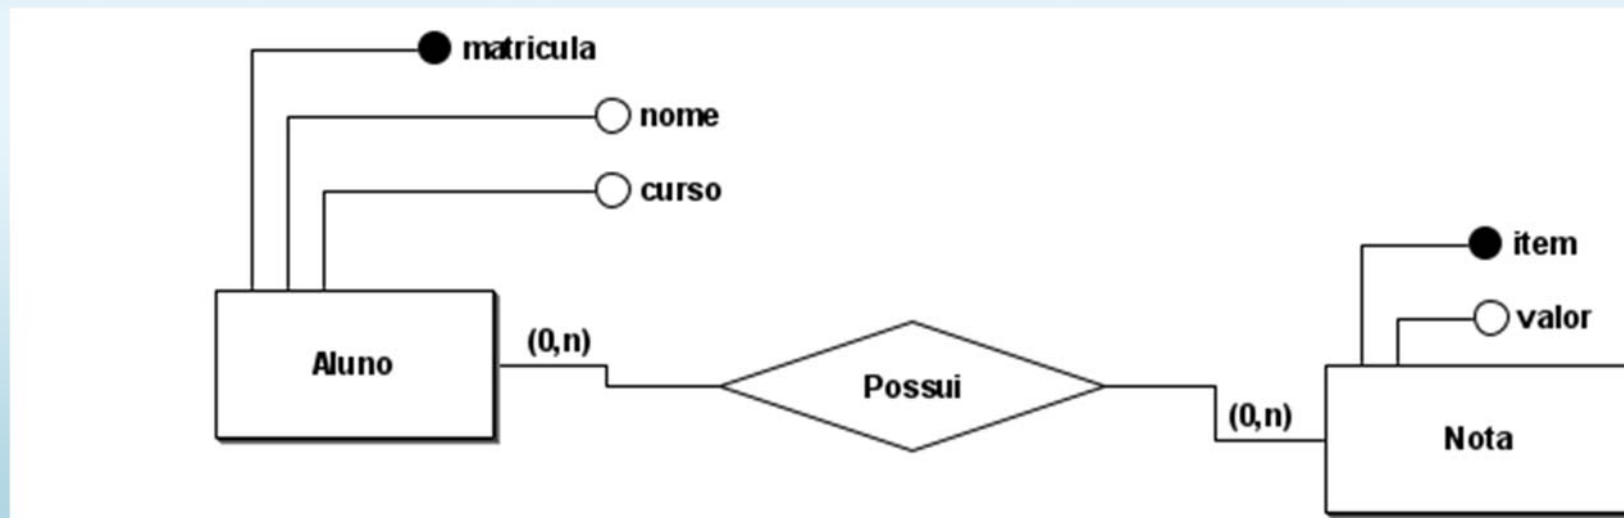 matricula
nome
curso
item
valor
Aluno
(0,n)
Possui
(0,n)
Nota